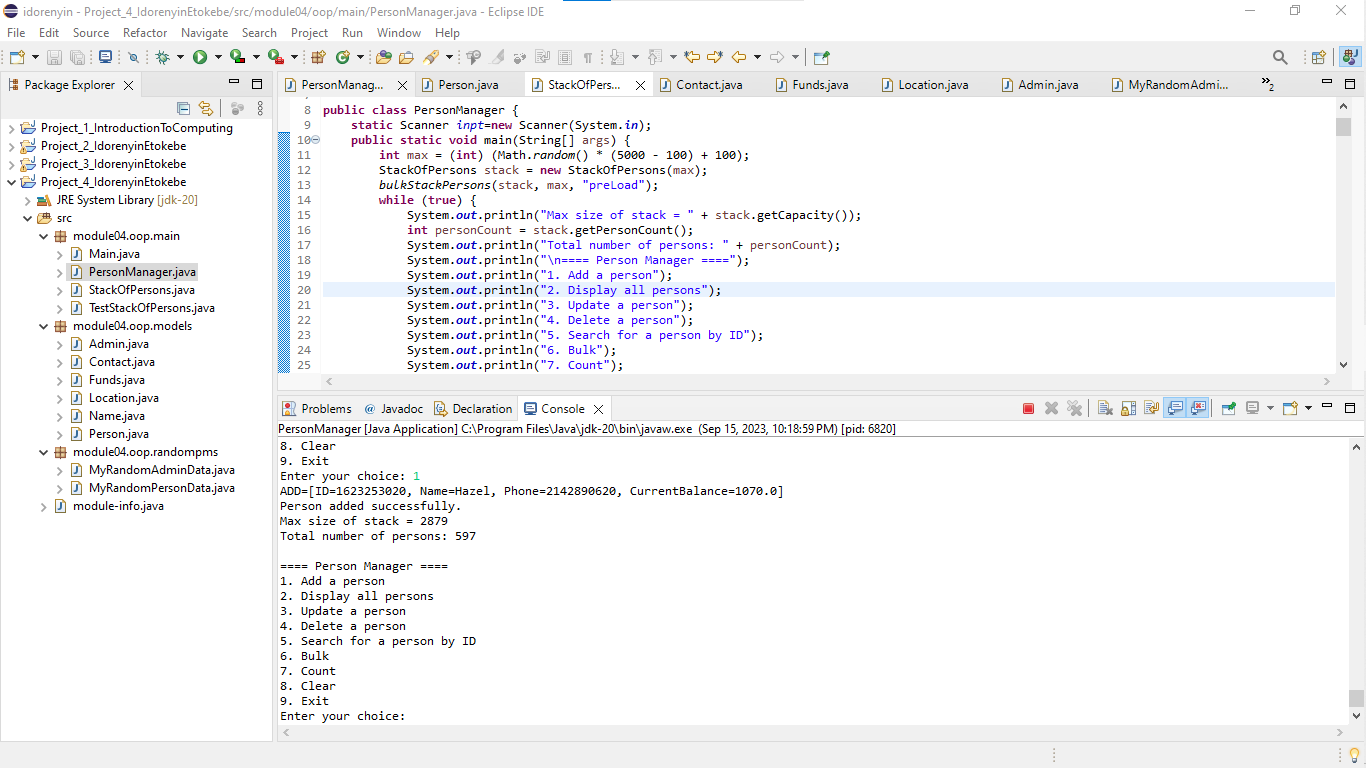 idorenyin - Project_4_IdorenyinEtokebe/src/module04/oop/main/PersonManager.java - Eclipse IDE
File Edit Source Refactor Navigate Search Project Run Window Help
Package Explorer
Project_1_IntroductionToComputing
Project_2_IdorenyinEtokebe
Project_3_IdorenyinEtokebe
Project_4_IdorenyinEtokebe
JRE System Library [jdk-20]
src
module04.oop.main
Main.java
PersonManager.java
StackOfPersons.java
TestStackOfPersons.java
module04.oop.models
Admin.java
Contact.java
Funds.java
Location.java
Name.java
Person.java
module04.oop.randompms
MyRandomAdminData.java
MyRandomPersonData.java
module-info.java
PersonManag... Person.java StackOfPers... Contact.java Funds.java Location.java Admin.java MyRandomAdmi... »2
8 public class PersonManager {
9     static Scanner inpt=new Scanner(System.in);
10     public static void main(String[] args) {
11         int max = (int) (Math.random() * (5000 - 100) + 100);
12         StackOfPersons stack = new StackOfPersons(max);
13         bulkStackPersons(stack, max, "preLoad");
14         while (true) {
15             System.out.println("Max size of stack = " + stack.getCapacity());
16             int personCount = stack.getPersonCount();
17             System.out.println("Total number of persons: " + personCount);
18             System.out.println("\n==== Person Manager ====");
19             System.out.println("1. Add a person");
20             System.out.println("2. Display all persons");
21             System.out.println("3. Update a person");
22             System.out.println("4. Delete a person");
23             System.out.println("5. Search for a person by ID");
24             System.out.println("6. Bulk");
25             System.out.println("7. Count");
Problems @ Javadoc Declaration Console
PersonManager [Java Application] C:\Program Files\Java\jdk-20\bin\javaw.exe (Sep 15, 2023, 10:18:59 PM) [pid: 6820]
8. Clear
9. Exit
Enter your choice: 1
ADD=[ID=1623253020, Name=Hazel, Phone=2142890620, CurrentBalance=1070.0]
Person added successfully.
Max size of stack = 2879
Total number of persons: 597
==== Person Manager ====
1. Add a person
2. Display all persons
3. Update a person
4. Delete a person
5. Search for a person by ID
6. Bulk
7. Count
8. Clear
9. Exit
Enter your choice: